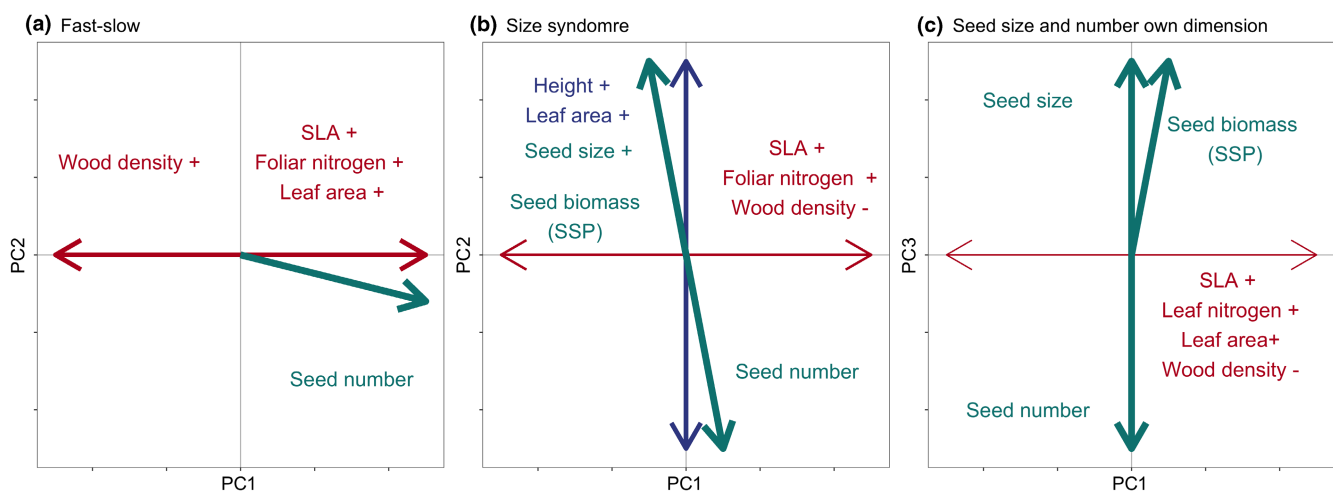 (a) Fast-slow
Wood density +
SLA +
Foliar nitrogen +
Leaf area +
Seed number
PC2
PC1
(b) Size syndomre
Height +
Leaf area +
Seed size +
Seed biomass
(SSP)
SLA +
Foliar nitrogen +
Wood density -
Seed number
PC2
PC1
(c) Seed size and number own dimension
Seed size
Seed biomass
(SSP)
SLA +
Leaf nitrogen +
Leaf area+
Wood density -
Seed number
PC3
PC1